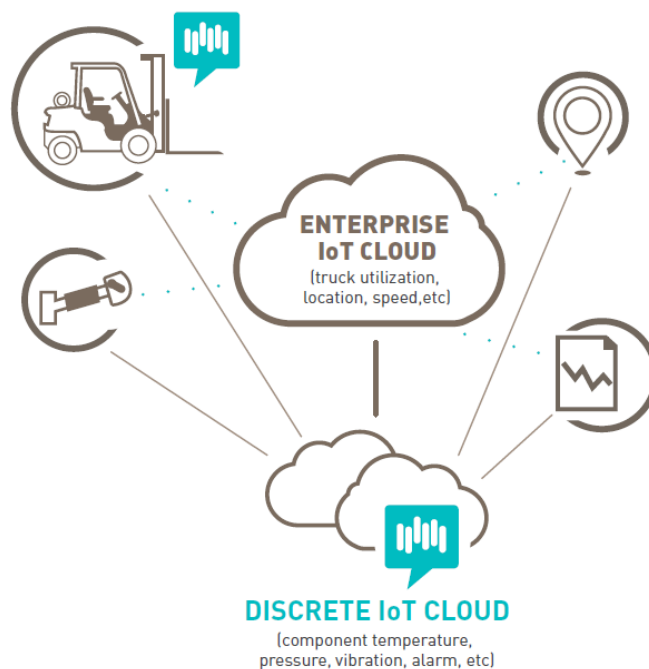 ENTERPRISE
IoT CLOUD
(truck utilization,
location, speed,etc)
DISCRETE IoT CLOUD
(component temperature,
pressure, vibration, alarm, etc)